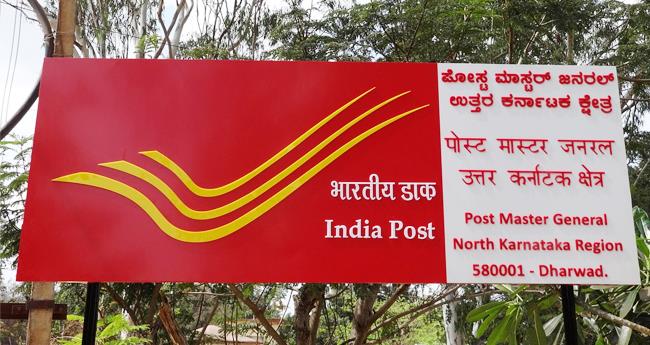 भारतीय डाक
India Post
ಪೋಸ್ಟ ಮಾಸ್ಟರ್ ಜನರಲ್
ಉತ್ತರ ಕರ್ನಾಟಕ ಕ್ಷೇತ್ರ
पोस्ट मास्टर जनरल
उत्तर कर्नाटक क्षेत्र
Post Master General
North Karnataka Region
580001 - Dharwad.